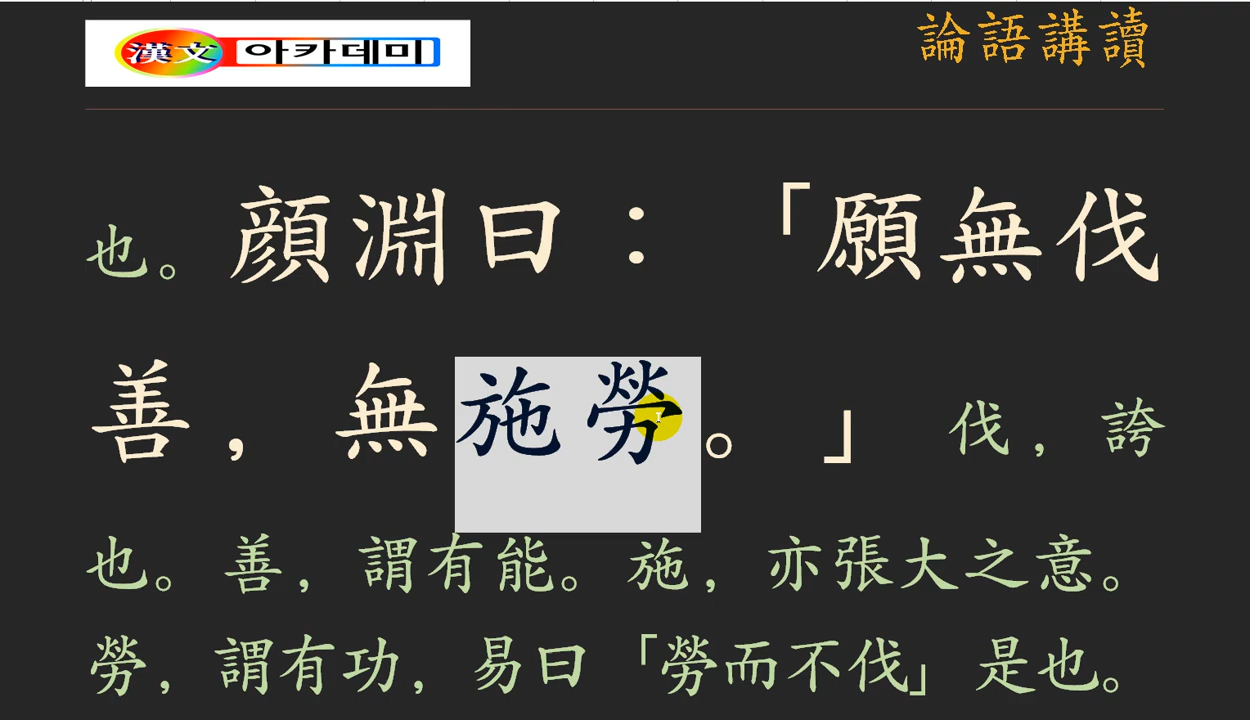 漢文 아카데미
論語講讀
也。顔淵曰：「願無伐
善，無施勞。」伐，誇
也。善，謂有能。施，亦張大之意。
勞，謂有功，易曰「勞而不伐」是也。